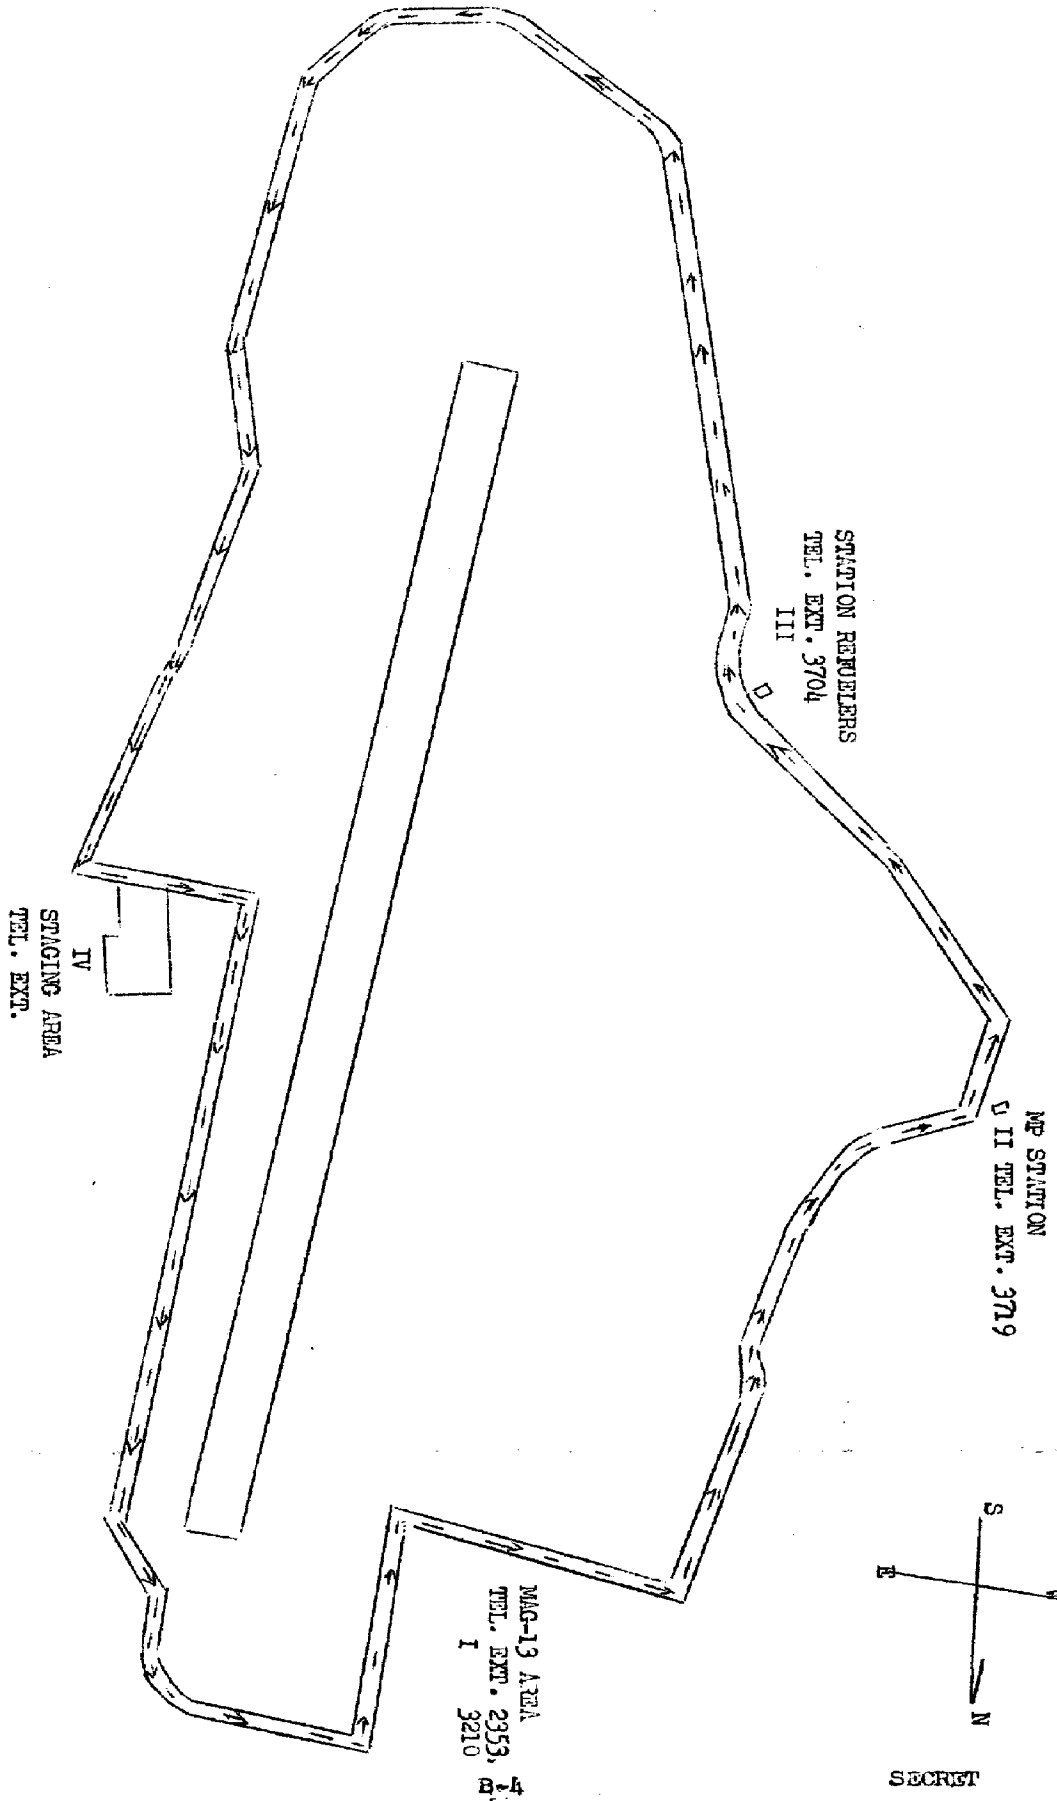 STATION REFUELERS
TEL. EXT. 3704
III
MP STATION
II TEL. EXT. 3719
IV
STAGING AREA
TEL. EXT.
MAG-13 AREA
TEL. EXT. 2353,
I 3210
S
E
W
N
B-4
SECRET